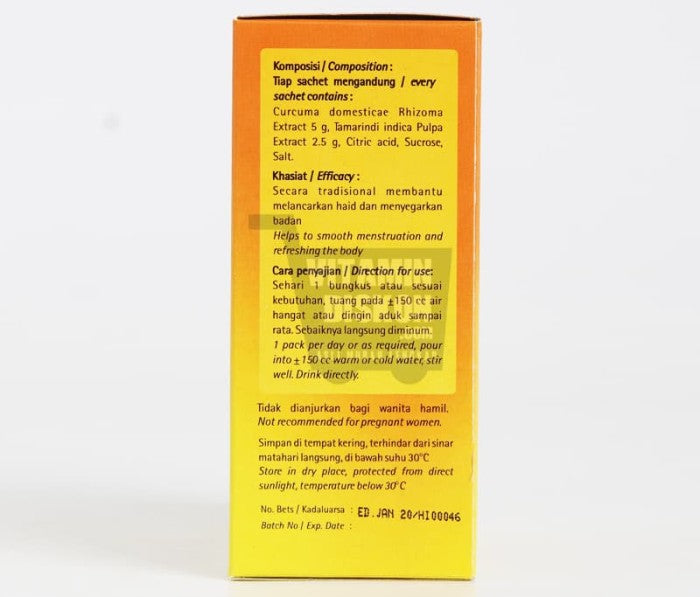 Komposisi / Composition :
Tiap sachet mengandung / every
sachet contains :
Curcuma domesticae Rhizoma
Extract 5 g, Tamarindi indica Pulpa
Extract 2.5 g, Citric acid, Sucrose,
Salt.
Khasiat / Efficacy :
Secara tradisional membantu
melancarkan haid dan menyegarkan
badan
Helps to smooth menstruation and
refreshing the body
Cara penyajian / Direction for use:
Sehari 1 bungkus atau sesuai
kebutuhan, tuang pada ±150 cc air
hangat atau dingin aduk sampai
rata. Sebaiknya langsung diminum.
1 pack per day or as required, pour
into ±150 cc warm or cold water, stir
well. Drink directly.
VITAMIN
.COM
Tidak dianjurkan bagi wanita hamil.
Not recommended for pregnant women.
Simpan di tempat kering, terhindar dari sinar
matahari langsung, di bawah suhu 30°C
Store in dry place, protected from direct
sunlight, temperature below 30°C
No. Bets / Kadaluarsa : ED.JAN 20/HI00046
Batch No / Exp. Date :